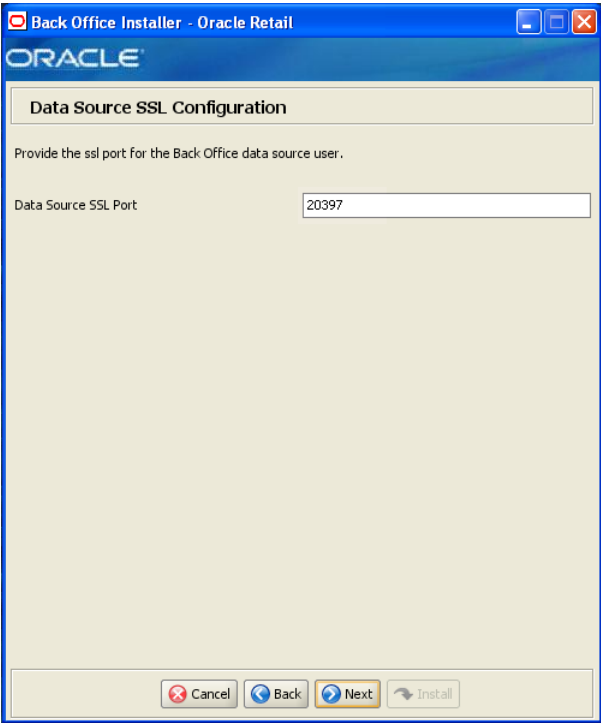 Back Office Installer - Oracle Retail
ORACLE
Data Source SSL Configuration
Provide the ssl port for the Back Office data source user.
Data Source SSL Port 20397
Cancel Back Next Install